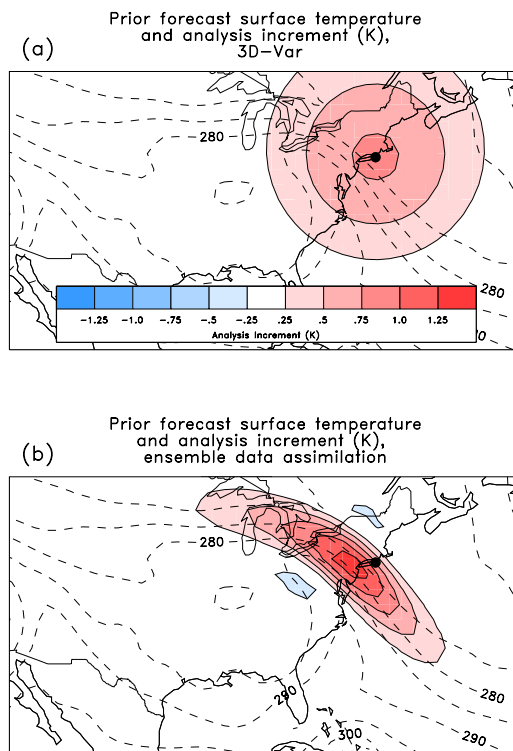 Prior forecast surface temperature
and analysis increment (K),
3D-Var
(a)
280
280
-1.25 -1.0 -.75 -.5 -.25 .25 .5 .75 1.0 1.25
Analysis Increment (K)
Prior forecast surface temperature
and analysis increment (K),
ensemble data assimilation
(b)
280
290
280
290
300